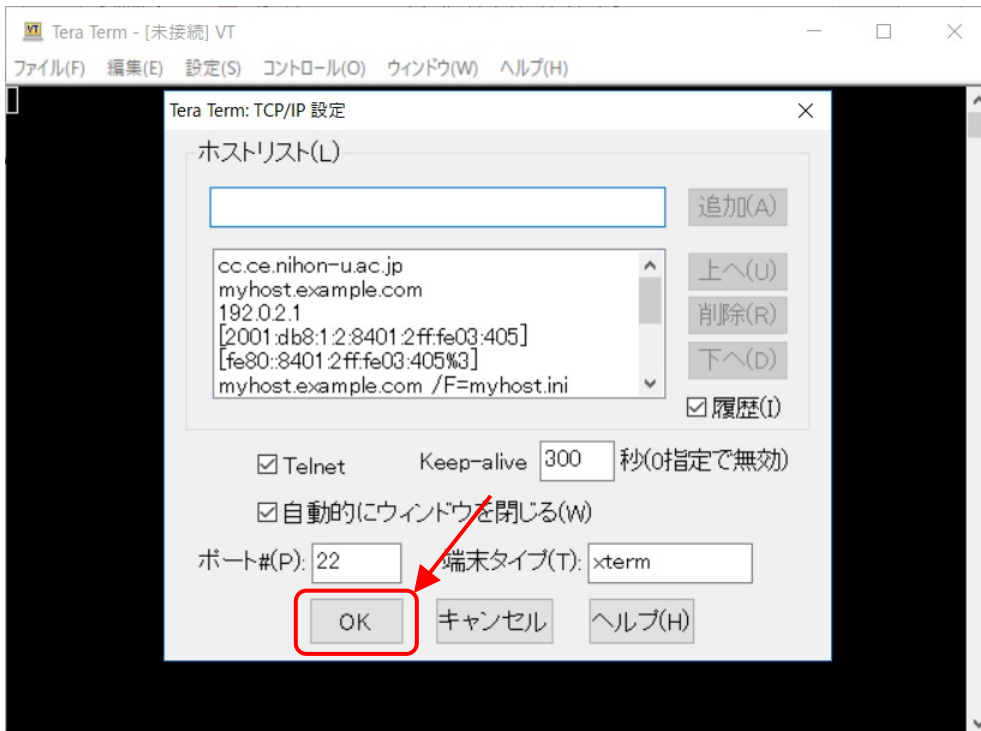 Tera Term - [未接続] VT
ファイル(F) 編集(E) 設定(S) コントロール(O) ウィンドウ(W) ヘルプ(H)
Tera Term: TCP/IP 設定
ホストリスト(L)
追加(A)
cc.ce.nihon-u.ac.jp
myhost.example.com
192.0.2.1
[2001:db8:1:2:8401:2ff:fe03:405]
[fe80::8401:2ff:fe03:405%3]
myhost.example.com /F=myhost.ini
上へ(U)
削除(R)
下へ(D)
履歴(I)
Telnet Keep-alive 300 秒(0指定で無効)
自動的にウィンドウを閉じる(W)
ポート#(P): 22 端末タイプ(T): xterm
OK キャンセル ヘルプ(H)